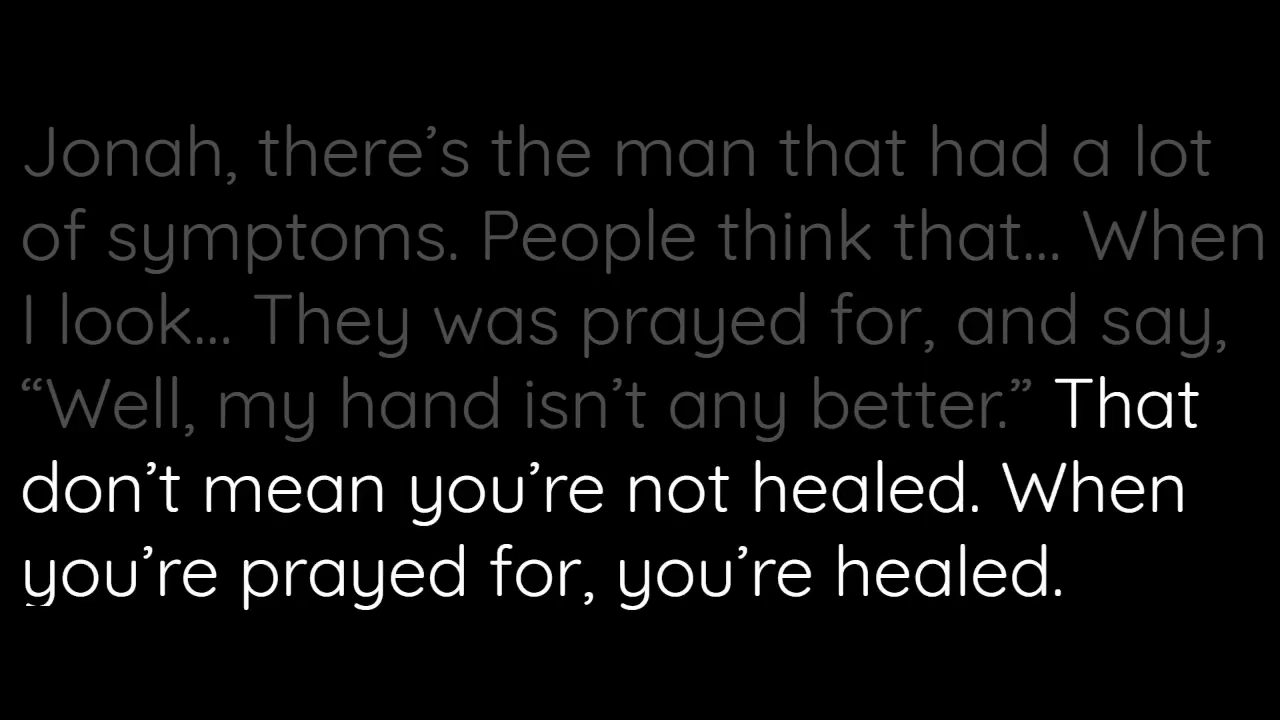 Jonah, there’s the man that had a lot
of symptoms. People think that... When
I look... They was prayed for, and say,
“Well, my hand isn’t any better.” That
don’t mean you’re not healed. When
you’re prayed for, you’re healed.